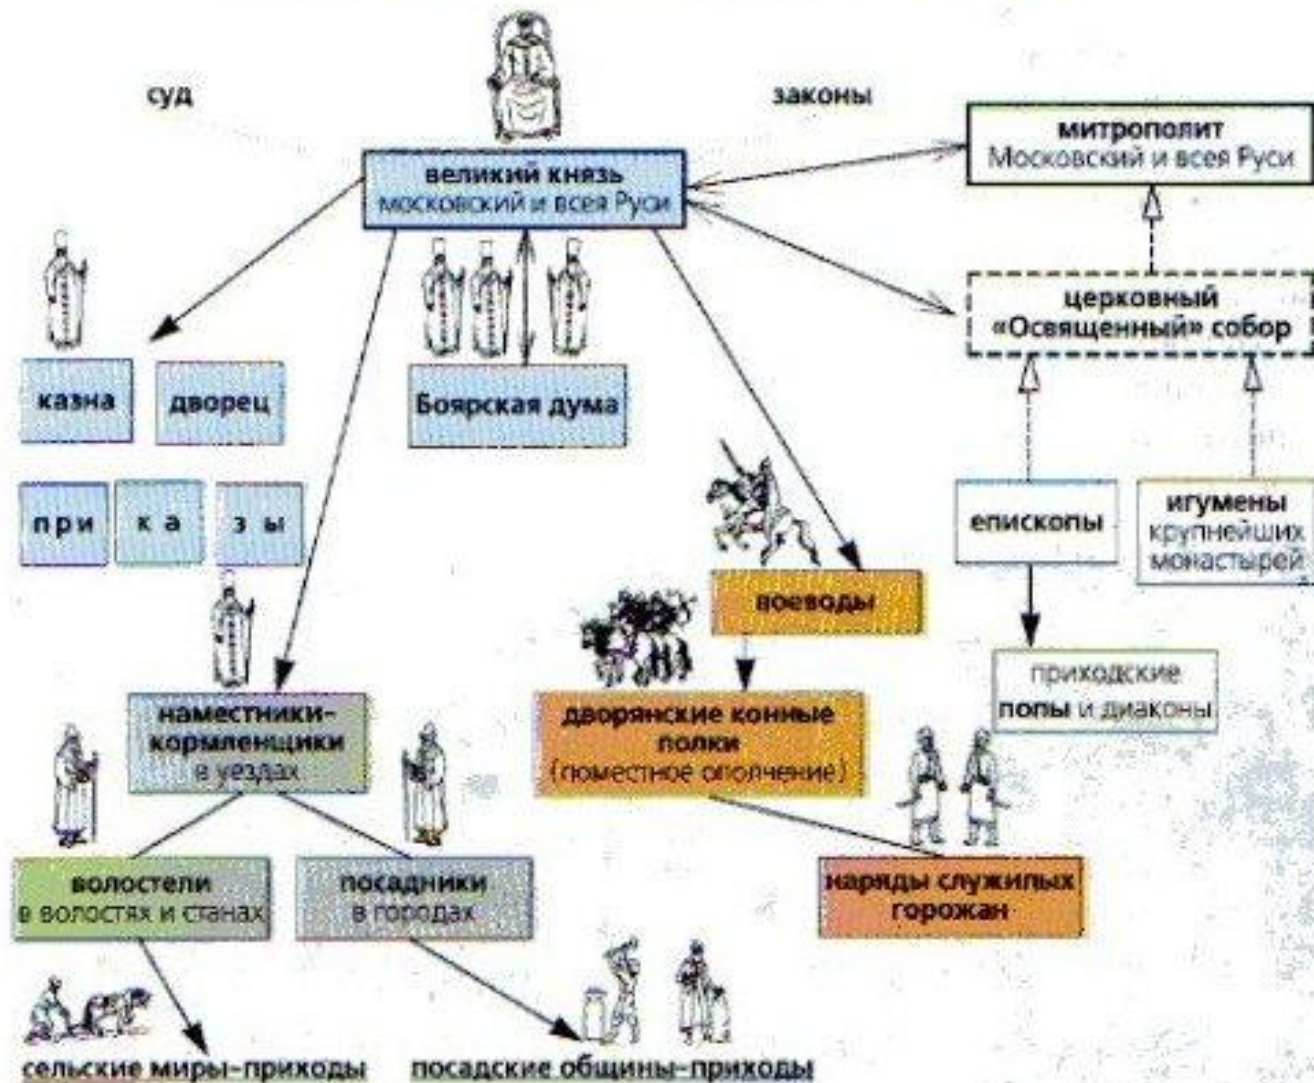 суд
законы
великий князь
московский и всея Руси
митрополит
Московский и всея Руси
церковный
«Освященный» собор
казна
дворец
Боярская дума
при ка зы
епископы
игумены
крупнейших
монастырей
воеводы
приходские
попы и диаконы
наместники-
кормленщики
в уездах
дворянские конные
полки
(поместное ополчение)
волостели
в волостях и станах
посадники
в городах
наряды служилых
горожан
сельские миры-приходы
посадские общины-приходы